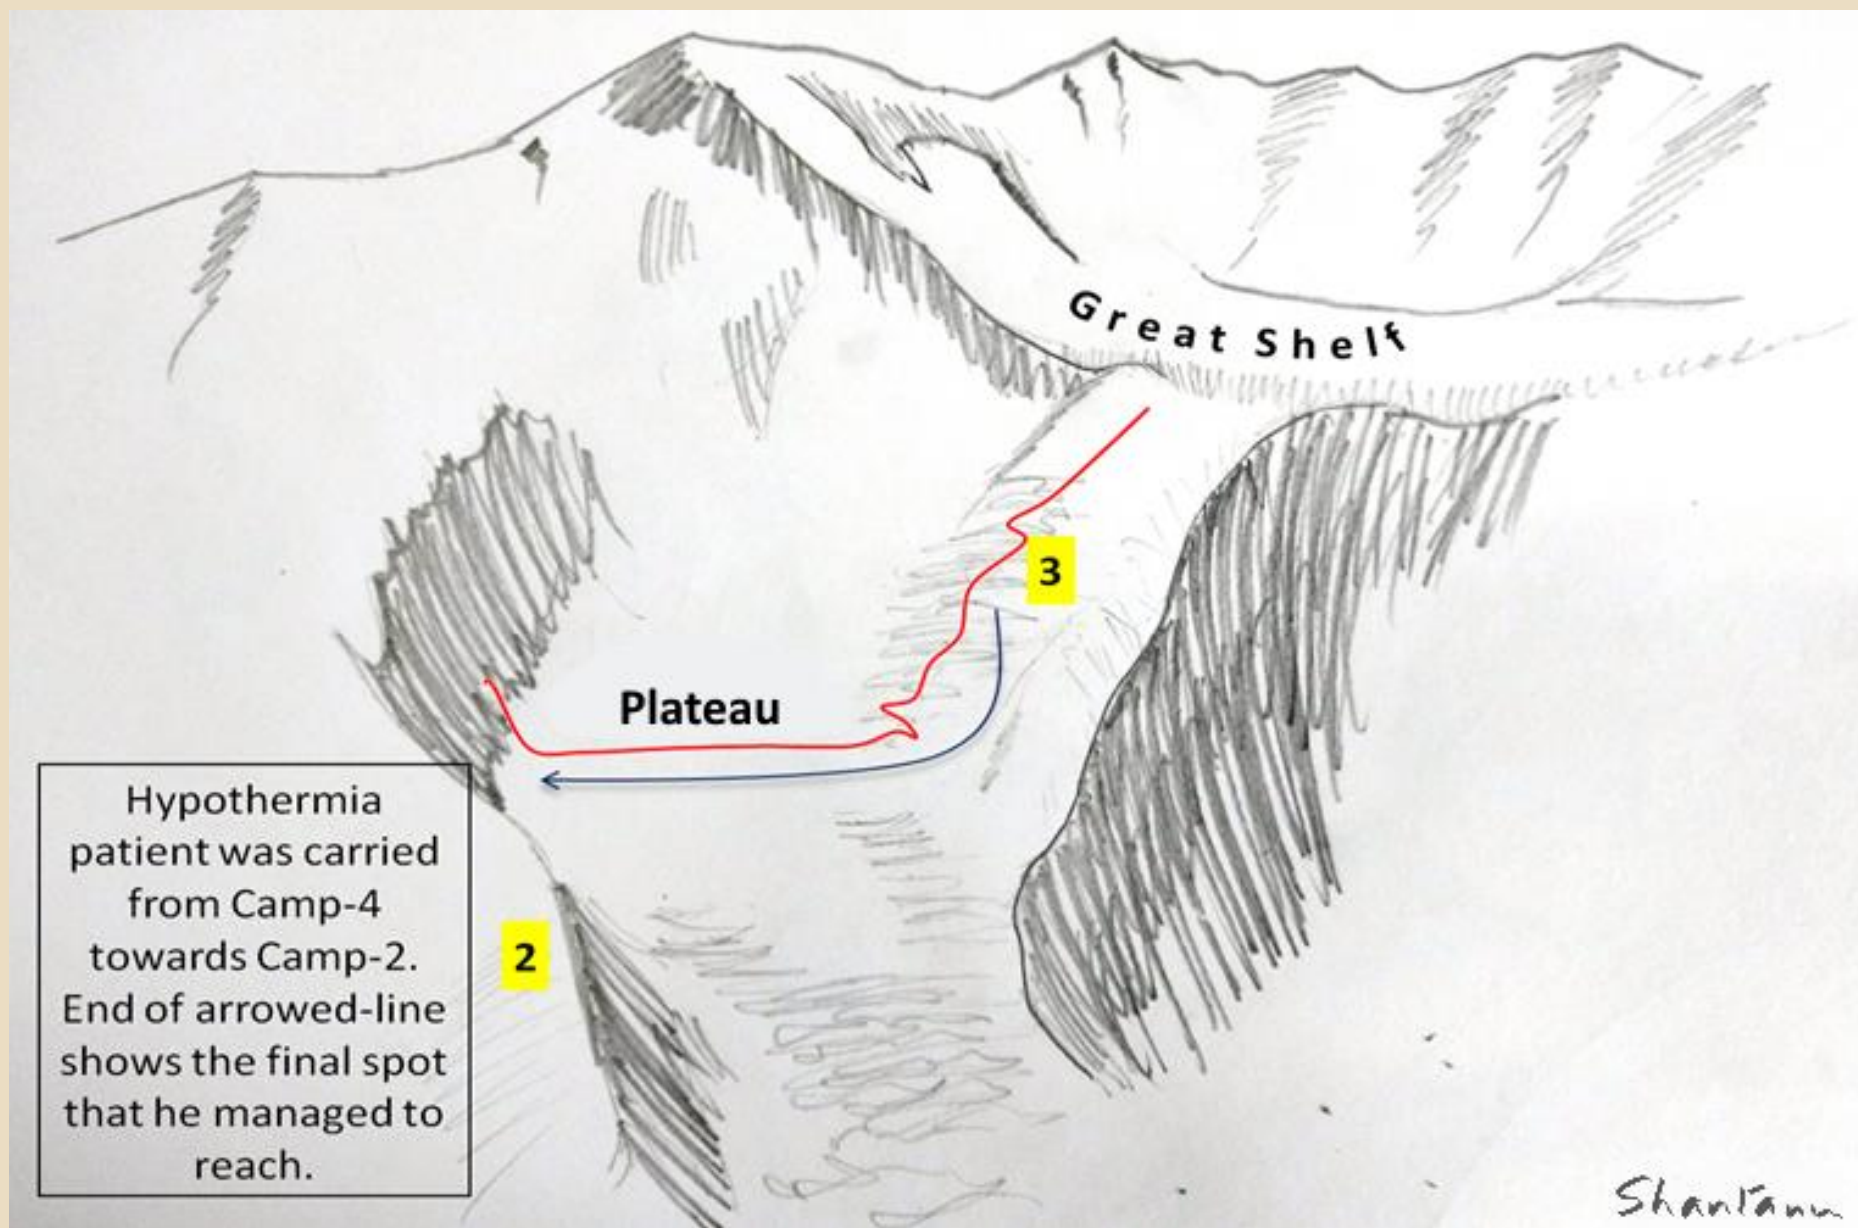 Great Shelf
3
Plateau
Hypothermia
patient was carried
from Camp-4
towards Camp-2.
End of arrowed-line
shows the final spot
that he managed to
reach.
2
Shantanu